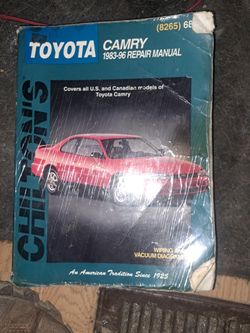 (8265)
TOYOTA CAMRY
1983-96 REPAIR MANUAL
Covers all U.S. and Canadian models of
Toyota Camry
CHILTON'S
WIRING
VACUUM DIAGRAMS
An American Tradition Since 1925